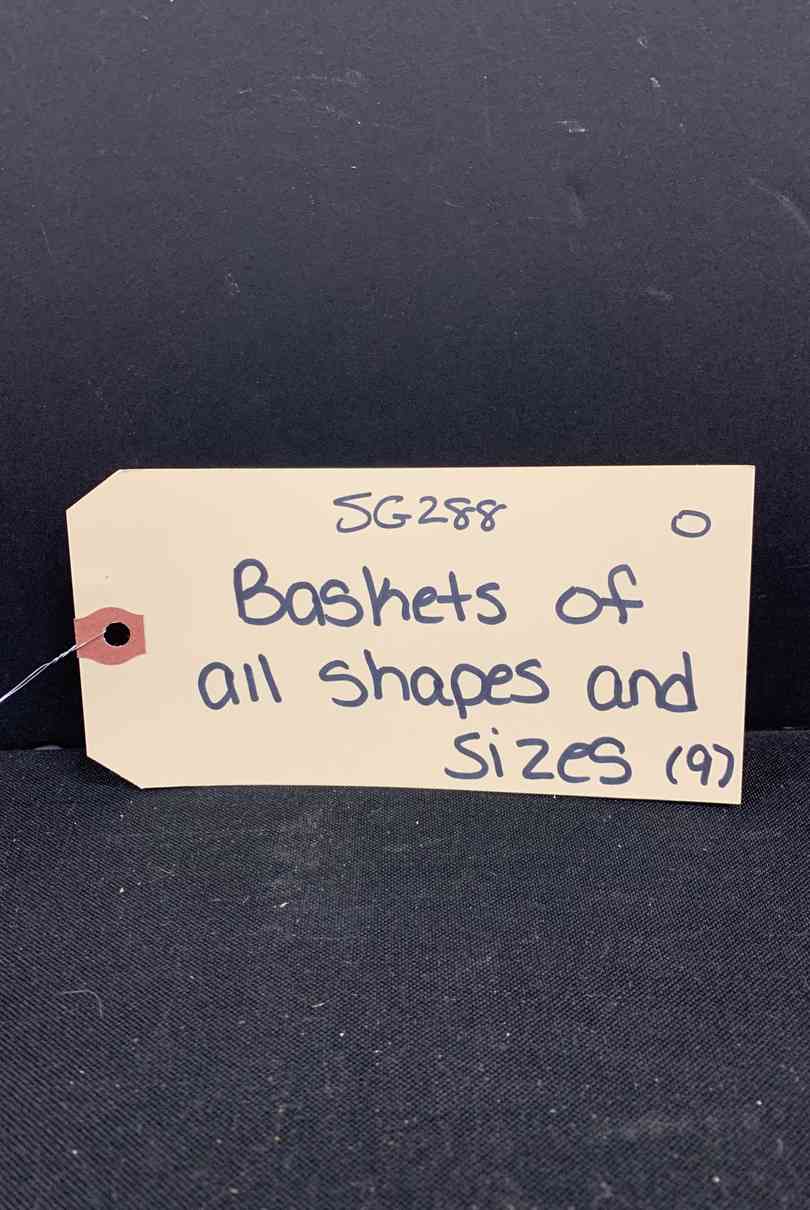 SG288 O
Baskets of
all shapes and
sizes (9)